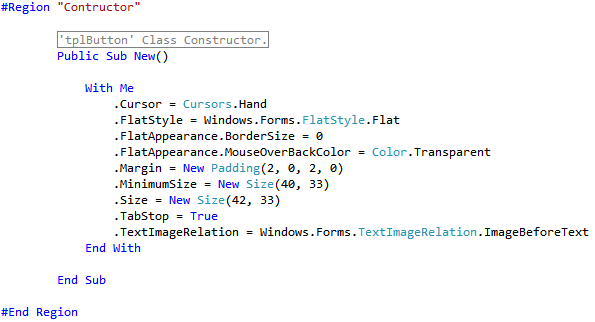 #Region "Contructor"
'tplButton' Class Constructor.
Public Sub New()
With Me
.Cursor = Cursors.Hand
.FlatStyle = Windows.Forms.FlatStyle.Flat
.FlatAppearance.BorderSize = 0
.FlatAppearance.MouseOverBackColor = Color.Transparent
.Margin = New Padding(2, 0, 2, 0)
.MinimumSize = New Size(40, 33)
.Size = New Size(42, 33)
.TabStop = True
.TextImageRelation = Windows.Forms.TextImageRelation.ImageBeforeText
End With
End Sub
#End Region